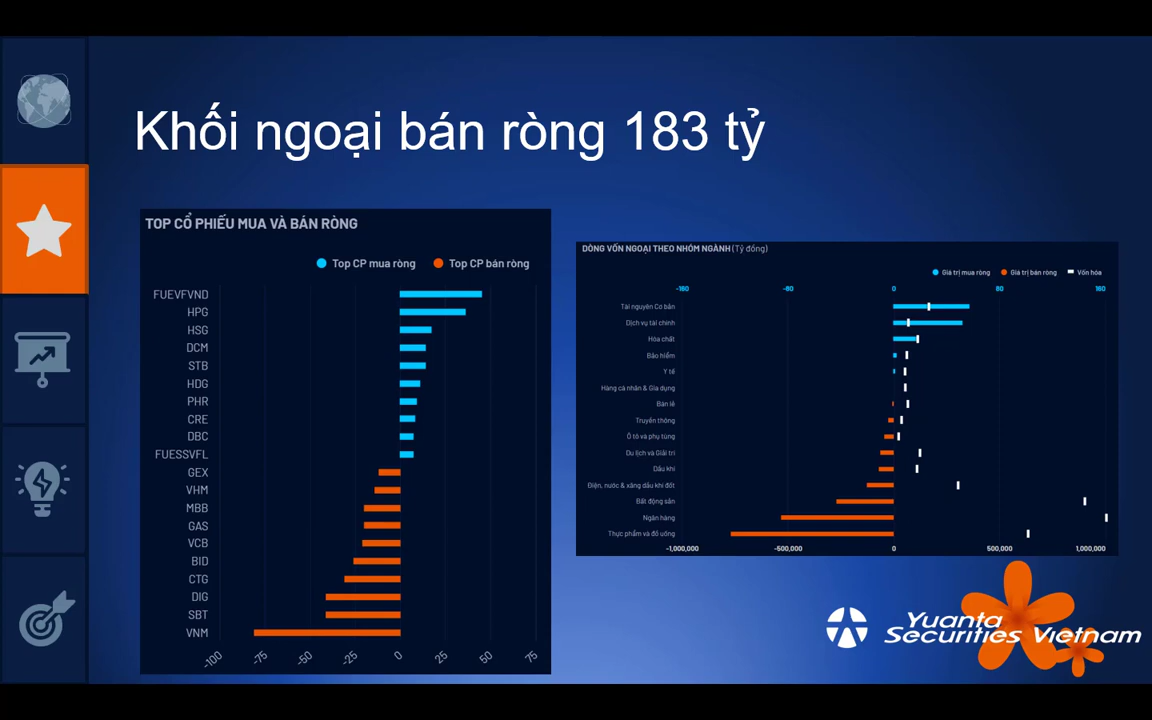 Khối ngoại bán ròng 183 tỷ
TOP CỔ PHIẾU MUA VÀ BÁN RÒNG
Top CP mua ròng
Top CP bán ròng
FUEVFVND
HPG
HSG
DCM
STB
HDG
PHR
CRE
DBC
FUESSVFL
GEX
VHM
MBB
GAS
VCB
BID
CTG
DIG
SBT
VNM
-100 -75 -50 -25 0 25 50 75
DÒNG VỐN NGOẠI THEO NHÓM NGÀNH (Tỷ đồng)
Giá trị mua ròng Giá trị bán ròng Vốn hóa
-160 -80 0 80 160
Tài nguyên Cơ bản
Dịch vụ tài chính
Hóa chất
Bảo hiểm
Y tế
Hàng cá nhân & Gia dụng
Bán lẻ
Truyền thông
Ô tô và phụ tùng
Du lịch và Giải trí
Dầu khí
Điện, nước & xăng dầu khí đốt
Bất động sản
Ngân hàng
Thực phẩm và đồ uống
-1,000,000 -500,000 0 500,000 1,000,000
Yuanta
Securities Vietnam